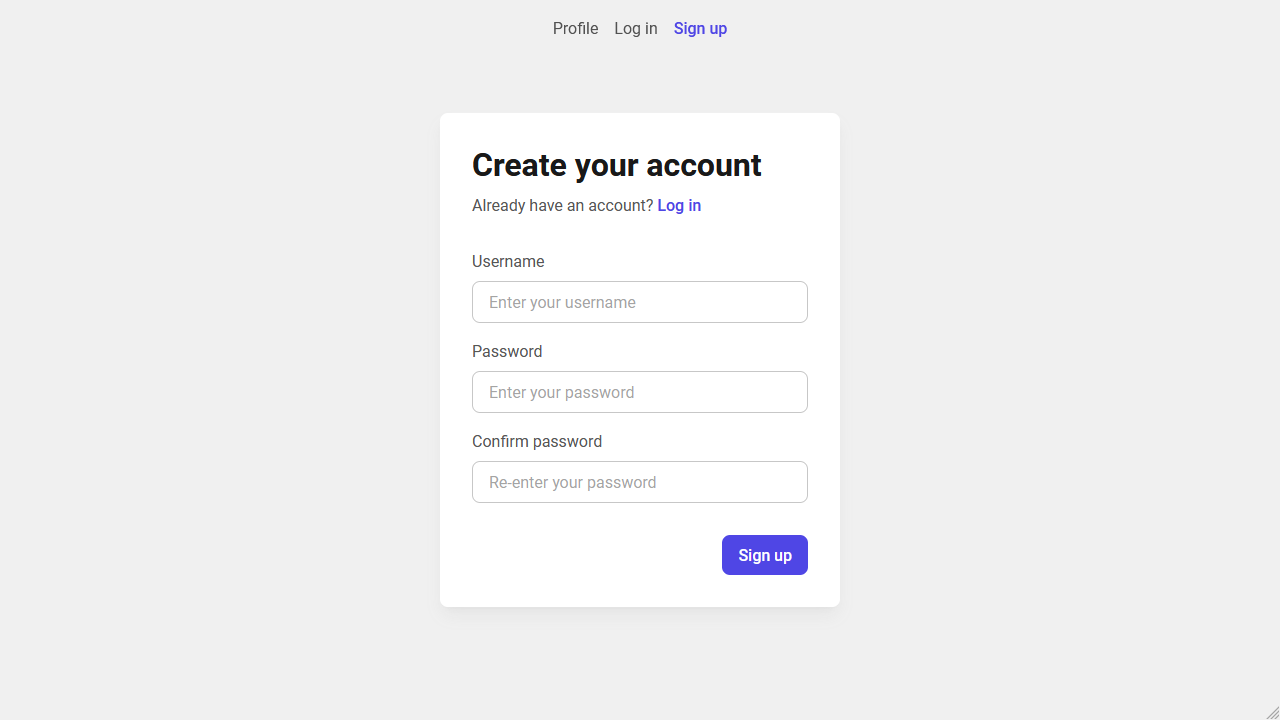 Profile Log in Sign up
Create your account
Already have an account? Log in
Username
Enter your username
Password
Enter your password
Confirm password
Re-enter your password
Sign up